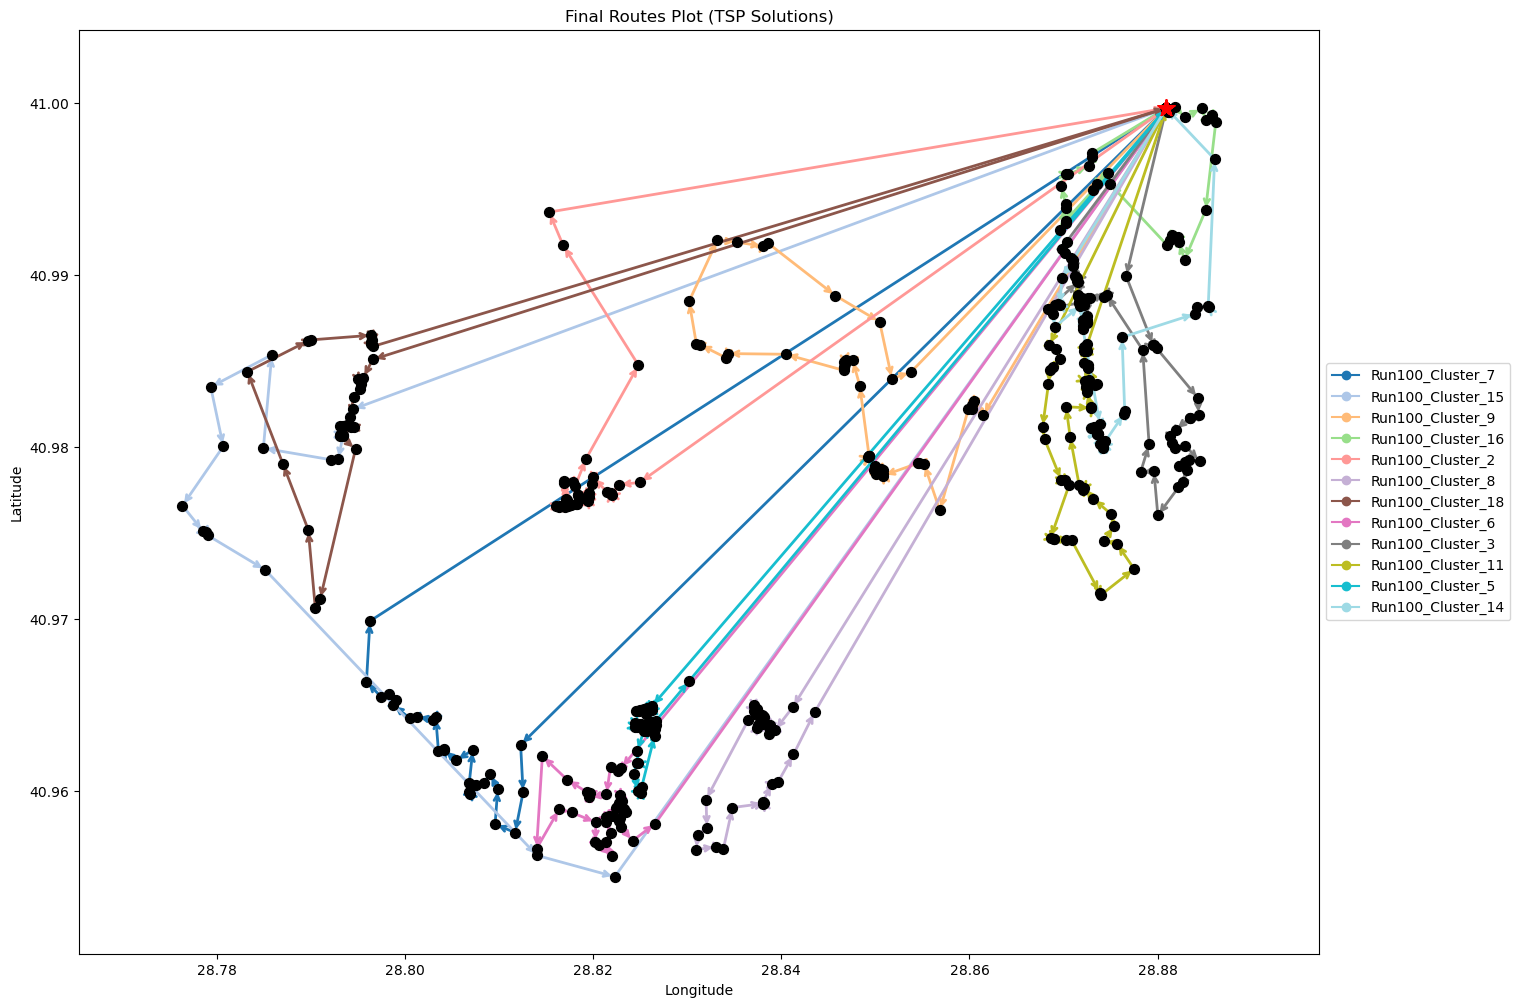 Final Routes Plot (TSP Solutions)
41.00
40.99
40.98
40.97
40.96
Latitude
28.78
28.80
28.82
28.84
28.86
28.88
Longitude
Run100_Cluster_7
Run100_Cluster_15
Run100_Cluster_9
Run100_Cluster_16
Run100_Cluster_2
Run100_Cluster_8
Run100_Cluster_18
Run100_Cluster_6
Run100_Cluster_3
Run100_Cluster_11
Run100_Cluster_5
Run100_Cluster_14